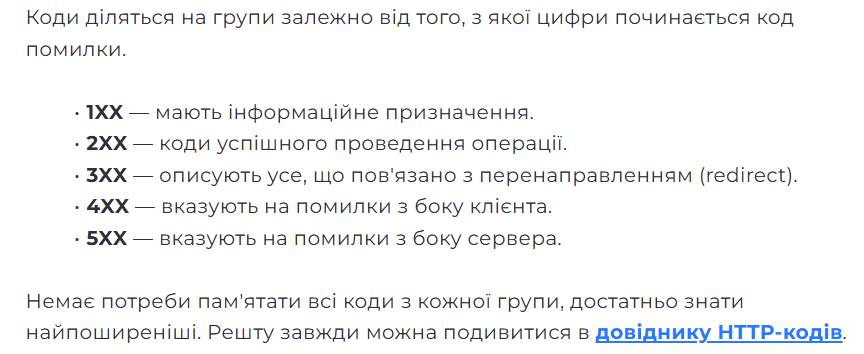 Коди діляться на групи залежно від того, з якої цифри починається код
помилки.
• 1XX — мають інформаційне призначення.
• 2XX — коди успішного проведення операції.
• 3XX — описують усе, що пов'язано з перенаправленням (redirect).
• 4XX — вказують на помилки з боку клієнта.
• 5XX — вказують на помилки з боку сервера.
Немає потреби пам'ятати всі коди з кожної групи, достатньо знати
найпоширеніші. Решту завжди можна подивитися в довіднику HTTP-кодів.